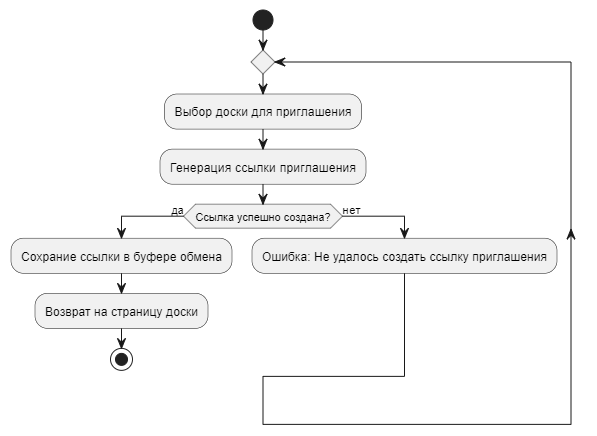 Выбор доски для приглашения
Генерация ссылки приглашения
да
Ссылка успешно создана?
нет
Сохрание ссылки в буфере обмена
Ошибка: Не удалось создать ссылку приглашения
Возврат на страницу доски